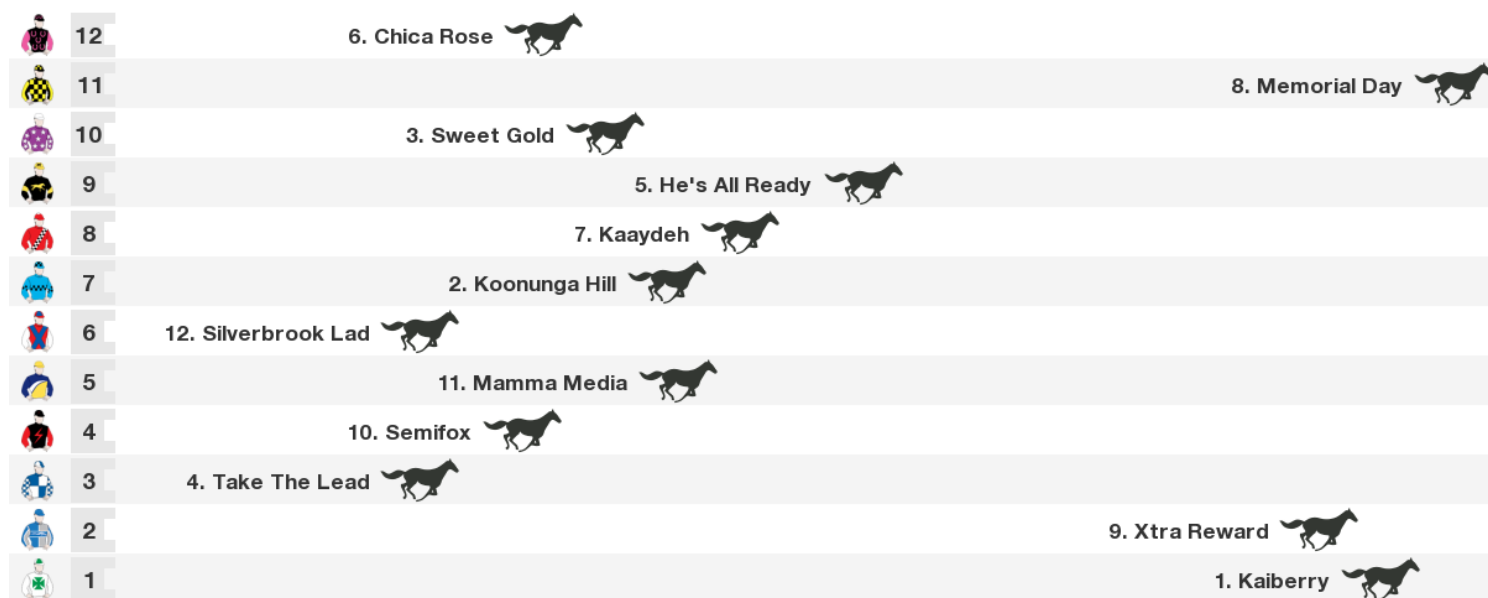 12 6. Chica Rose
11 8. Memorial Day
10 3. Sweet Gold
9 5. He's All Ready
8 7. Kaaydeh
7 2. Koonunga Hill
6 12. Silverbrook Lad
5 11. Mamma Media
4 10. Semifox
3 4. Take The Lead
2 9. Xtra Reward
1 1. Kaiberry